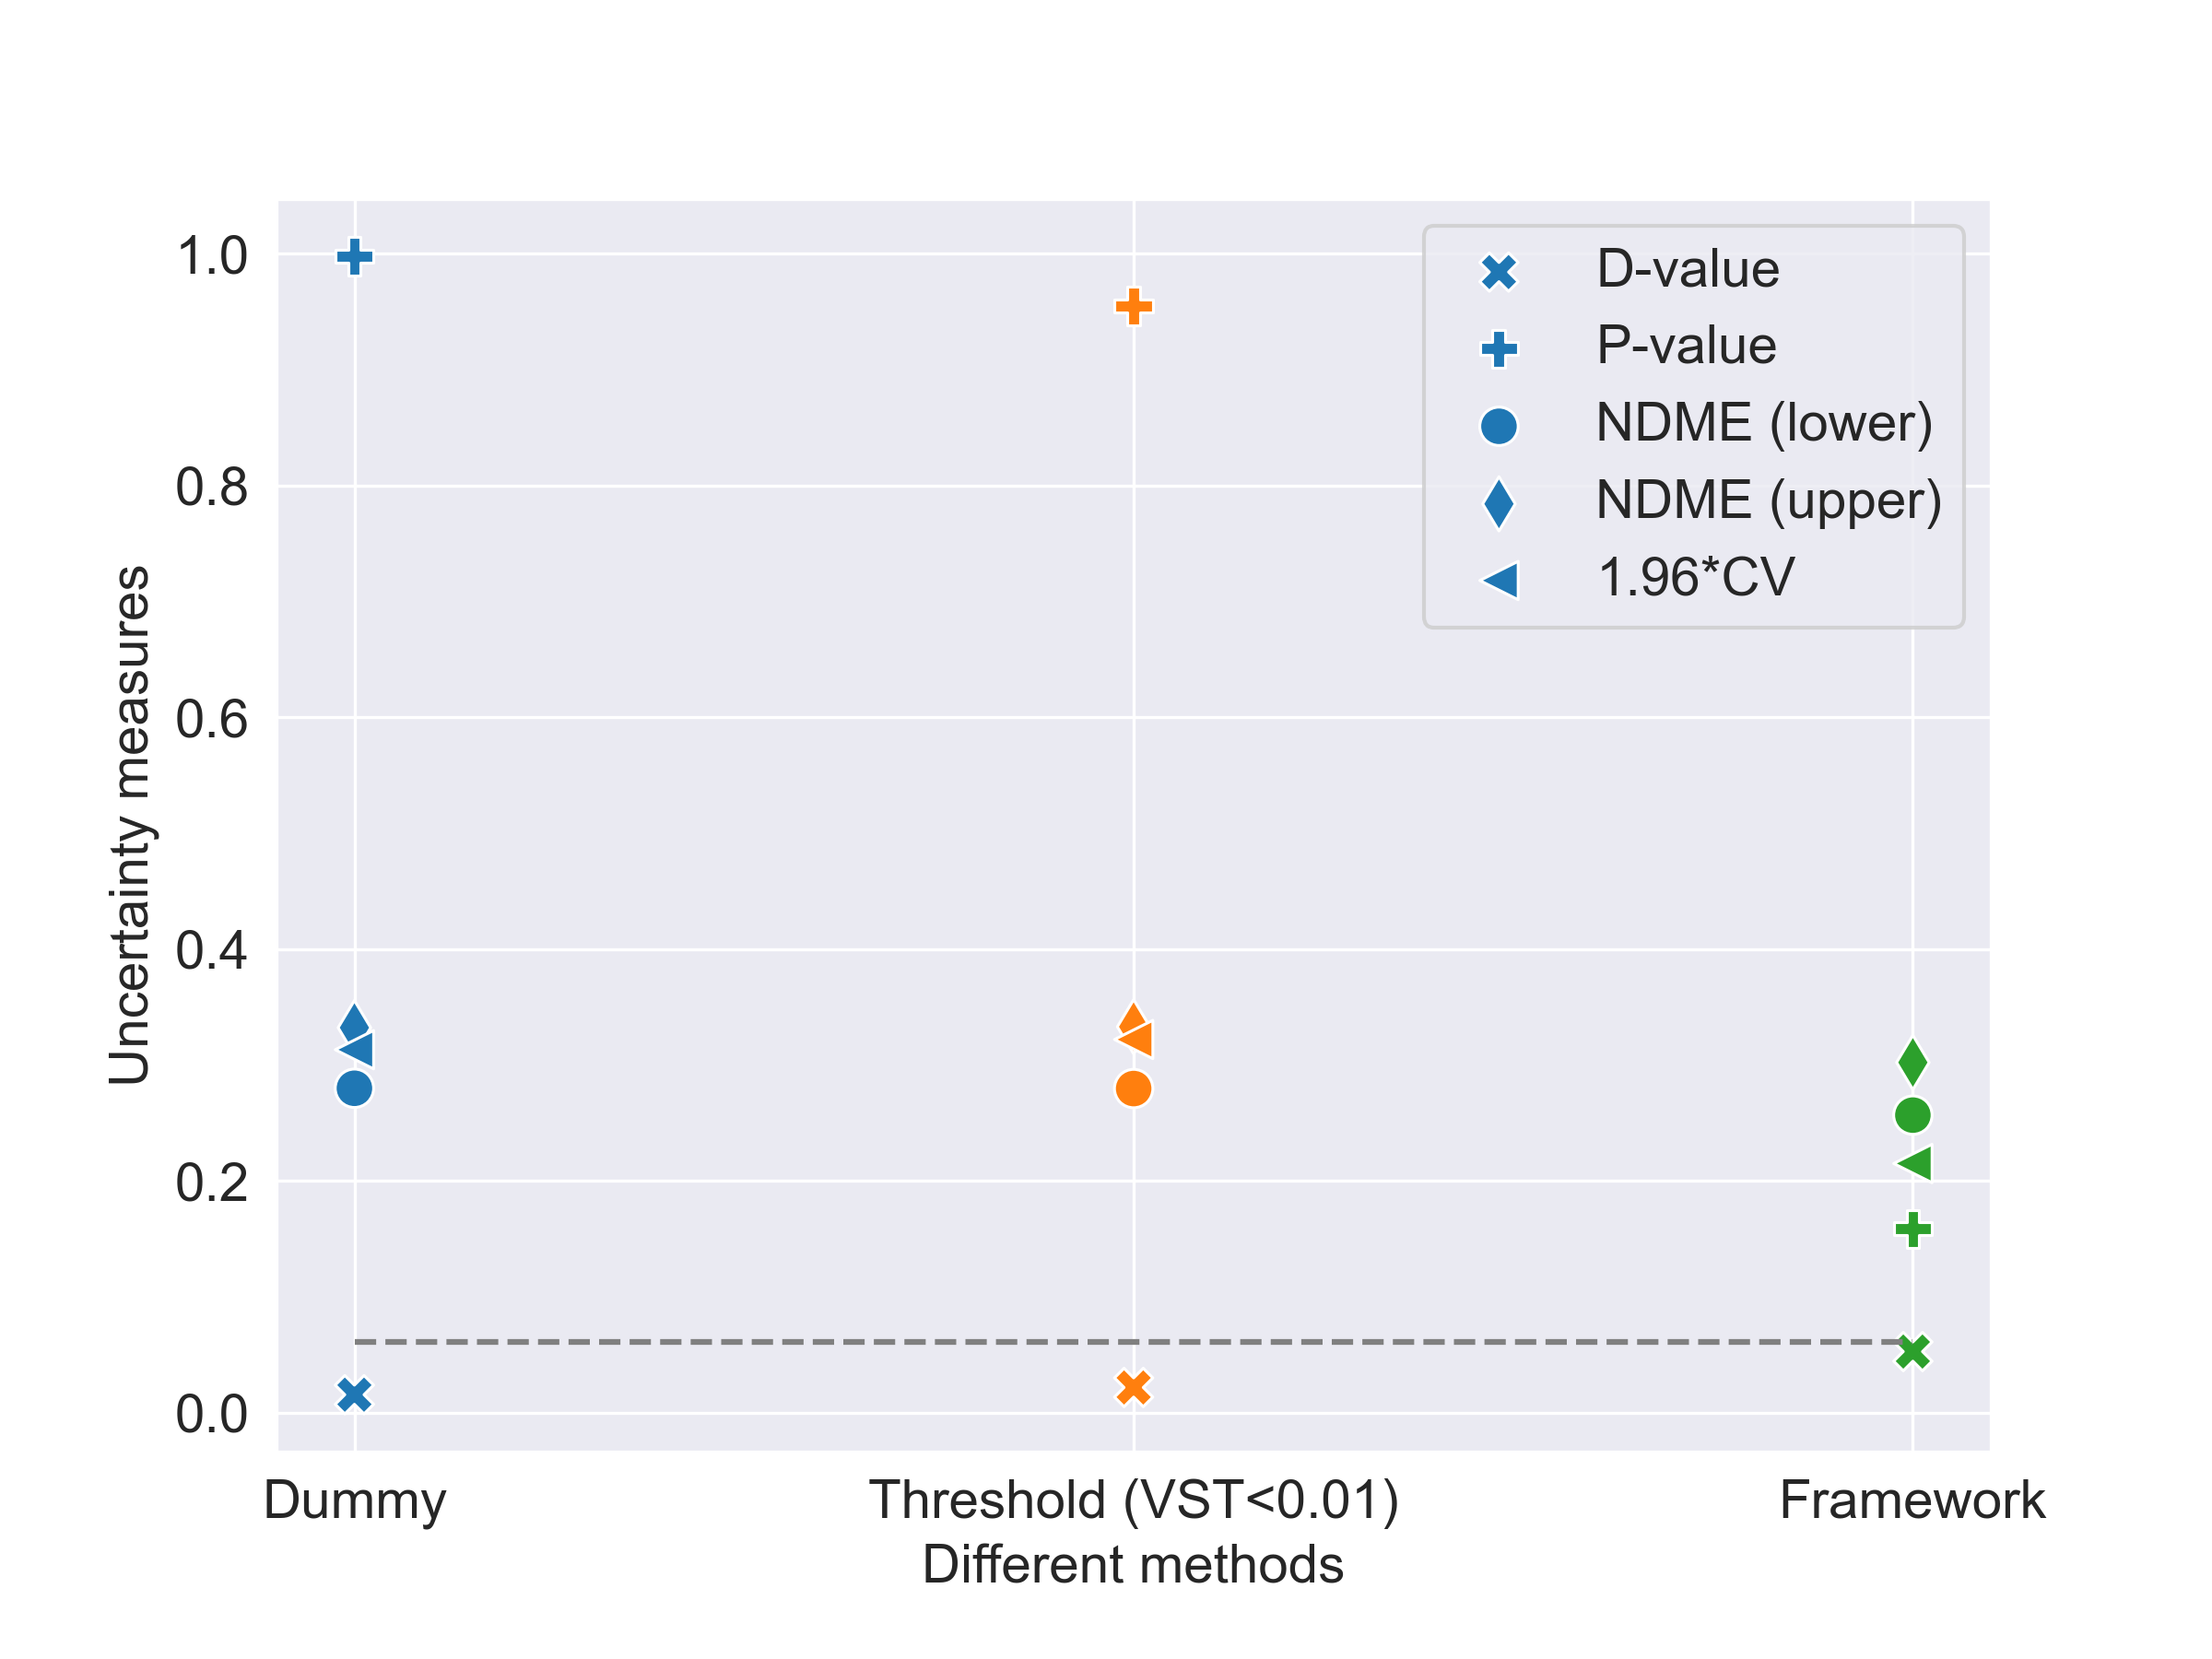 1.0
0.8
0.6
0.4
0.2
0.0
Uncertainty measures
D-value
P-value
NDME (lower)
NDME (upper)
1.96*CV
Dummy
Threshold (VST<0.01)
Framework
Different methods